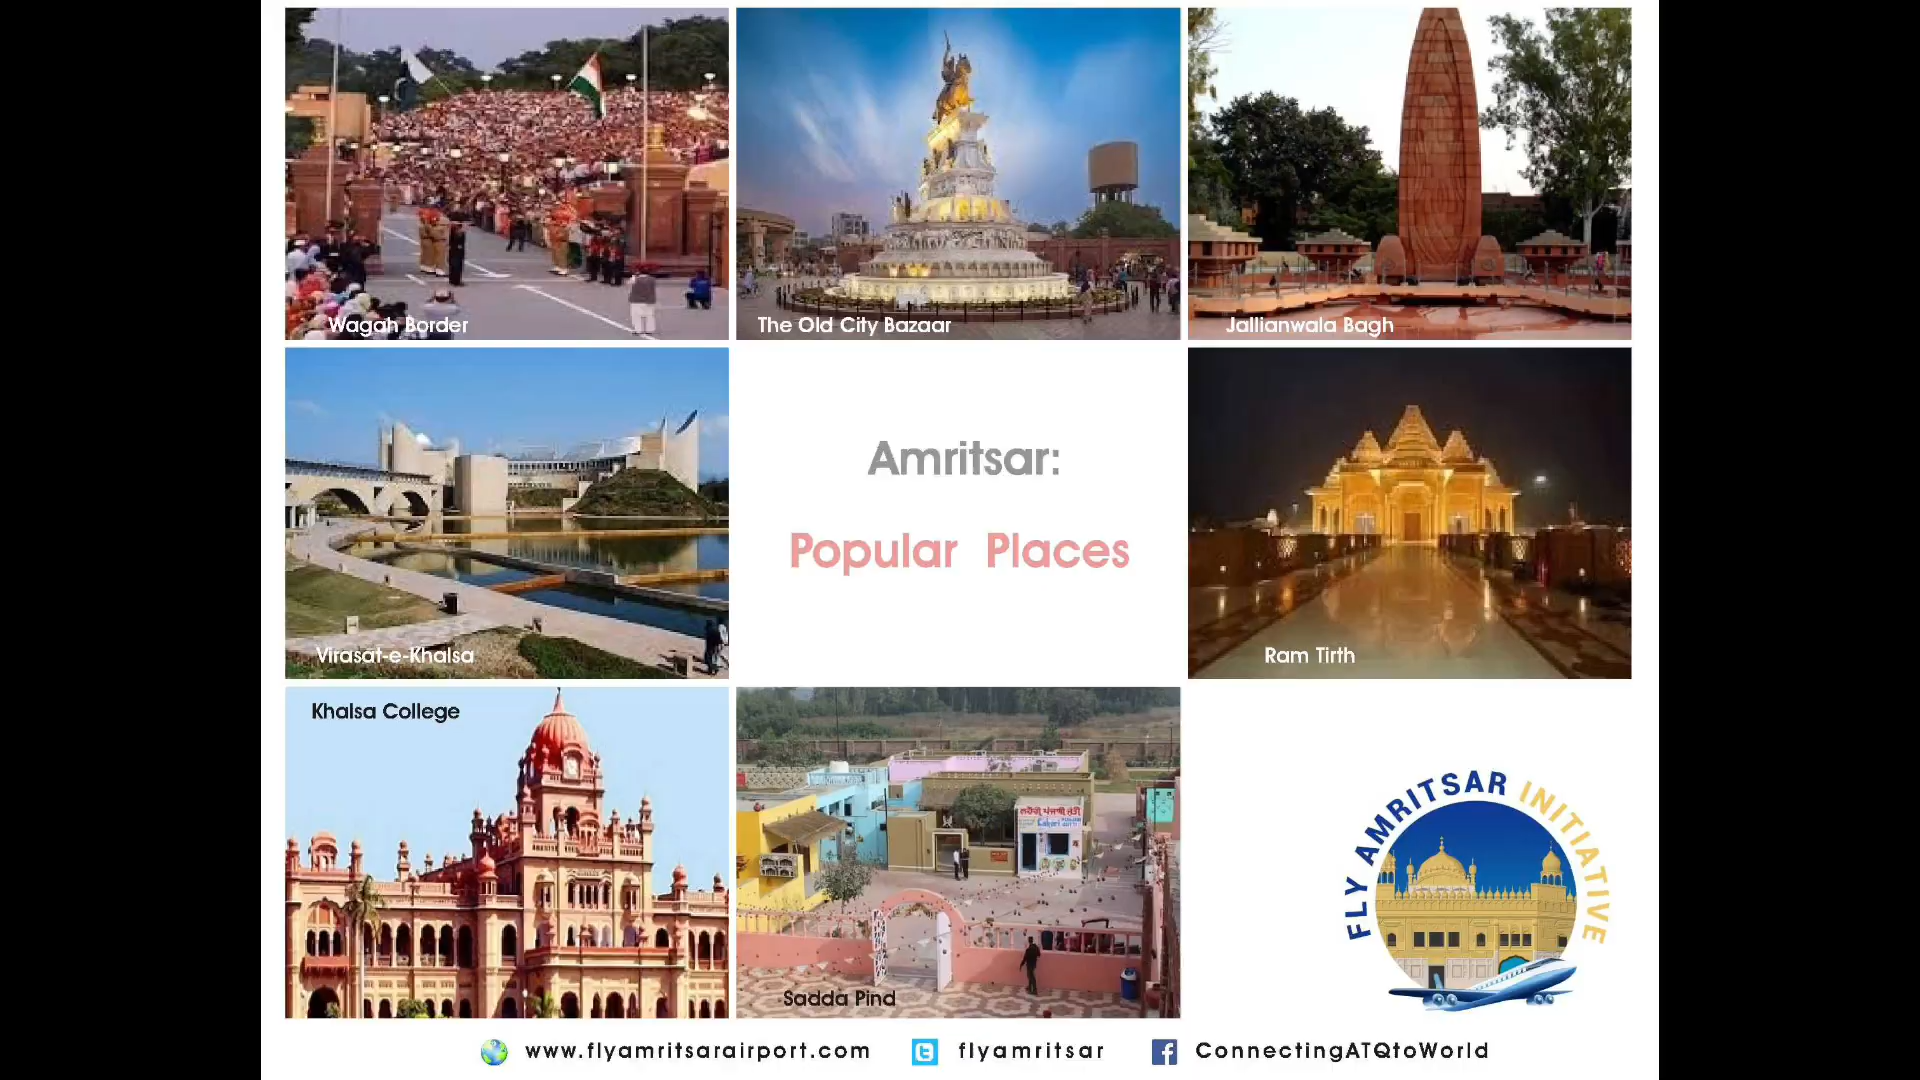 Wagah Border
The Old City Bazaar
Jallianwala Bagh
Amritsar:
Popular Places
Virasat-e-Khalsa
Ram Tirth
Khalsa College
Sadda Pind
FLY AMRITSAR INITIATIVE
www.flyamritsarairport.com
flyamritsar
ConnectingATQtoWorld